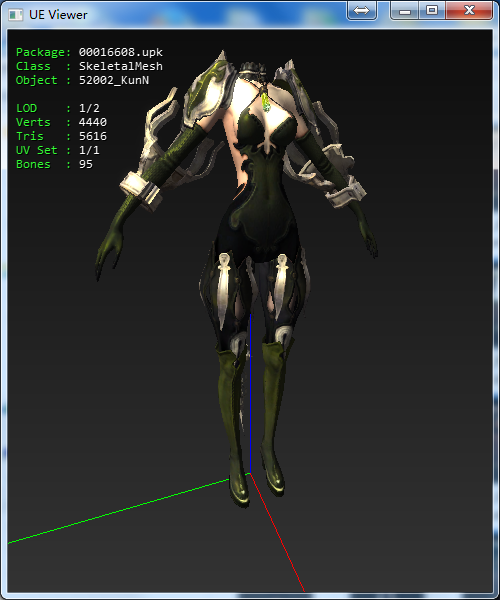 UE Viewer
Package: 00016608.upk
Class  : SkeletalMesh
Object : 52002_KunN
LOD    : 1/2
Verts  : 4440
Tris   : 5616
UV Set : 1/1
Bones  : 95